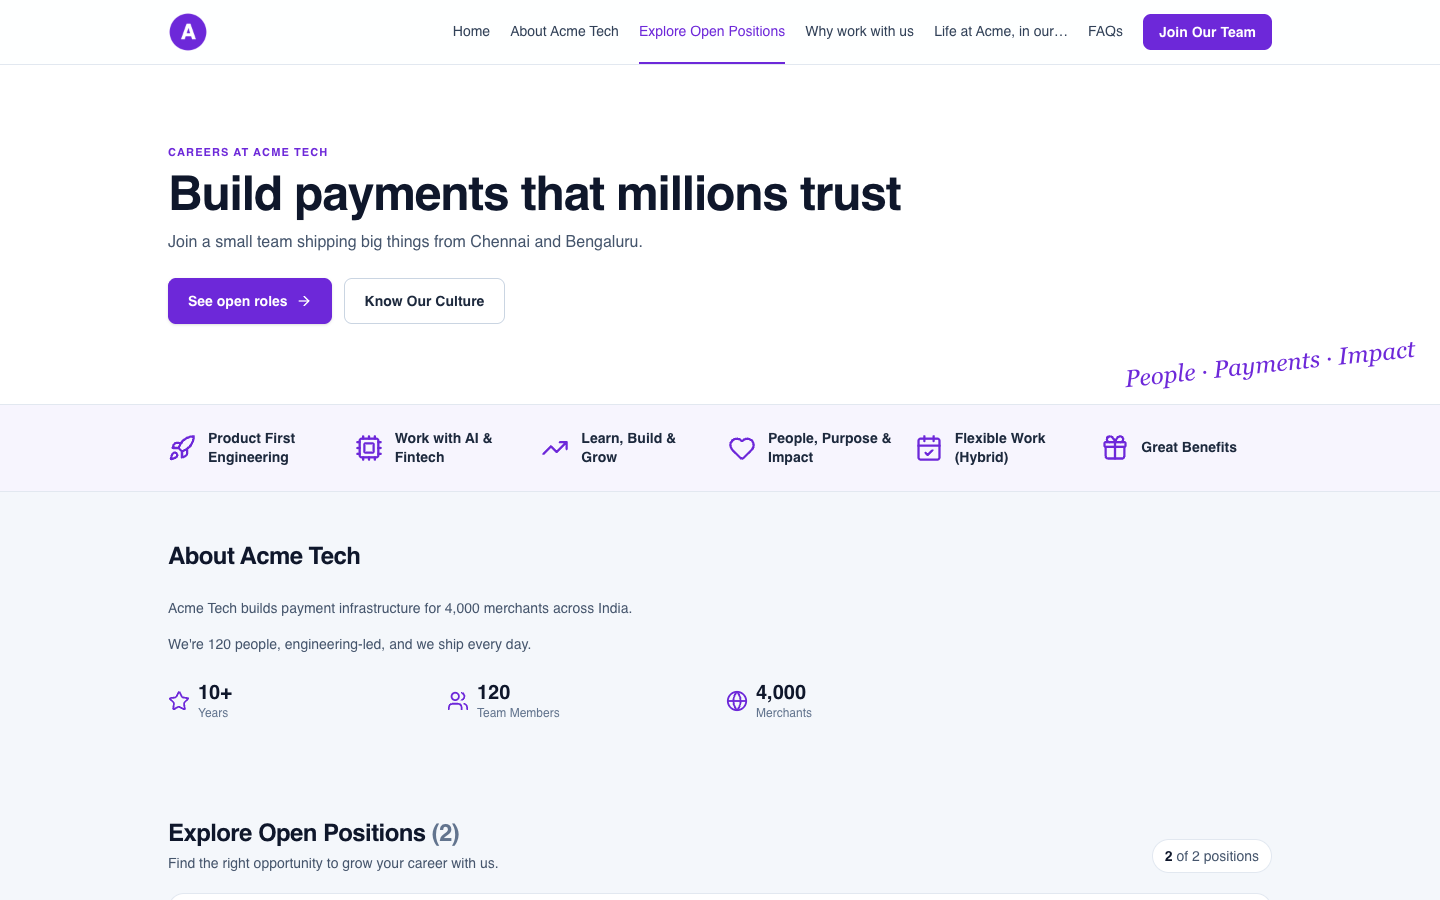 A
Home About Acme Tech Explore Open Positions Why work with us Life at Acme, in our… FAQs Join Our Team
CAREERS AT ACME TECH
Build payments that millions trust
Join a small team shipping big things from Chennai and Bengaluru.
See open roles → Know Our Culture
People · Payments · Impact
Product First
Engineering
Work with AI &
Fintech
Learn, Build &
Grow
People, Purpose &
Impact
Flexible Work
(Hybrid)
Great Benefits
About Acme Tech
Acme Tech builds payment infrastructure for 4,000 merchants across India.
We're 120 people, engineering-led, and we ship every day.
10+
Years
120
Team Members
4,000
Merchants
Explore Open Positions (2)
Find the right opportunity to grow your career with us.
2 of 2 positions